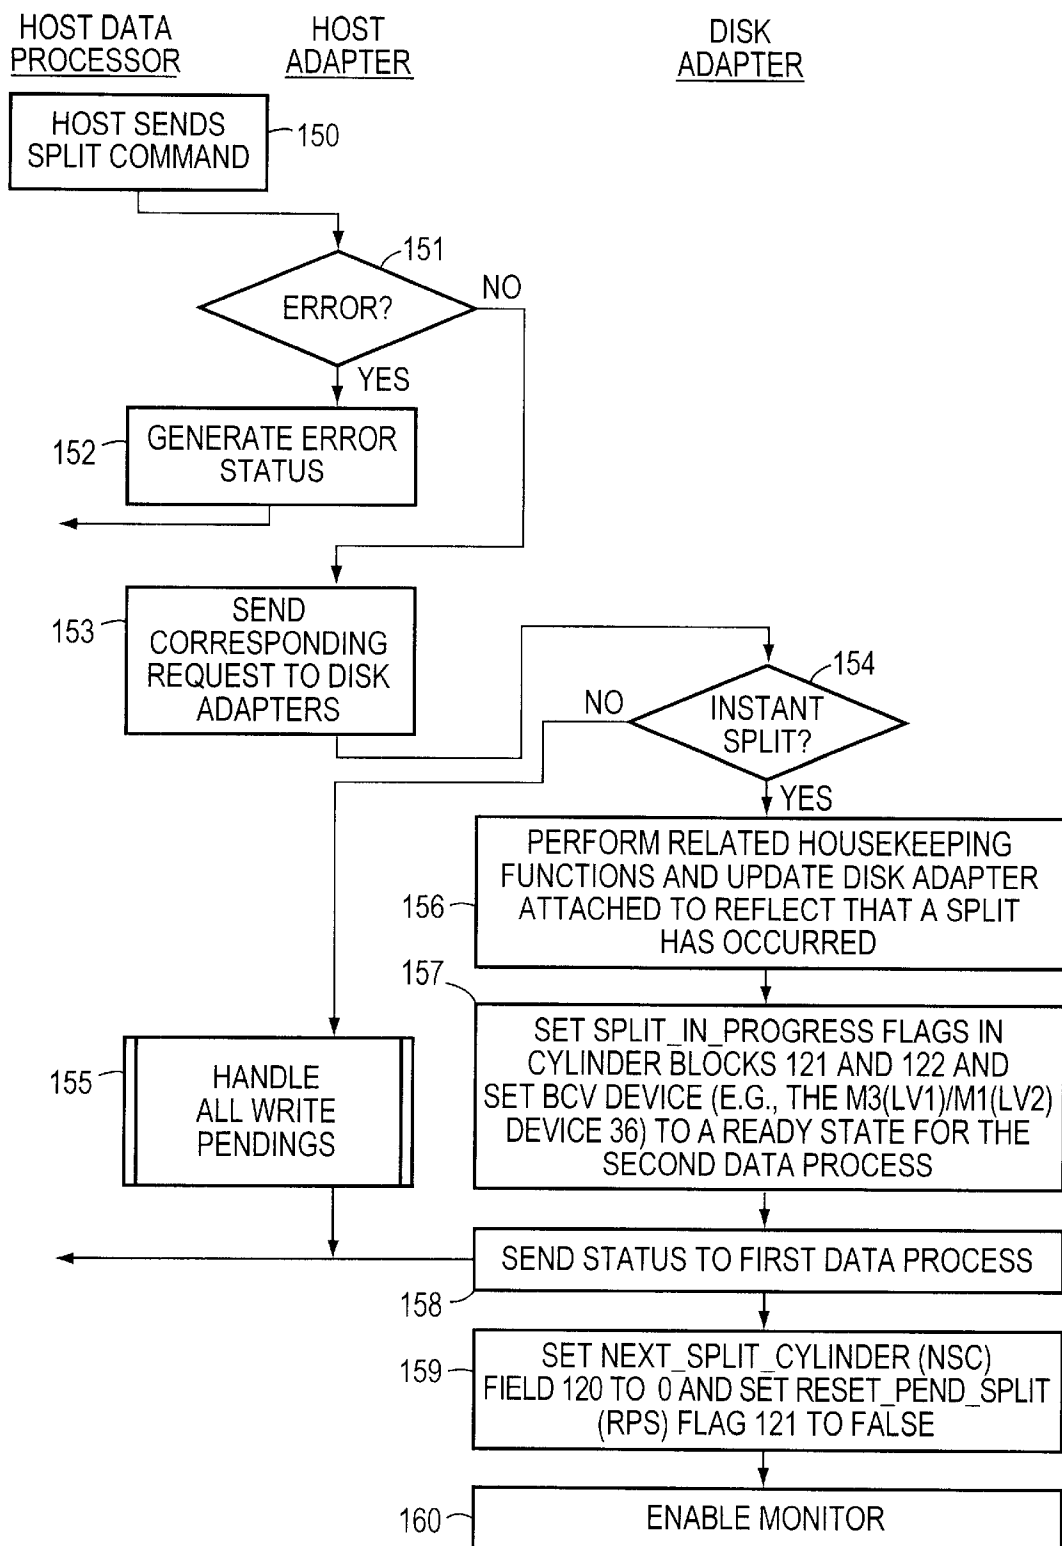 HOST DATA
PROCESSOR
HOST
ADAPTER
DISK
ADAPTER
HOST SENDS
SPLIT COMMAND
150
151
ERROR?
NO
YES
152
GENERATE ERROR
STATUS
153
SEND
CORRESPONDING
REQUEST TO DISK
ADAPTERS
154
INSTANT
SPLIT?
NO
YES
156
PERFORM RELATED HOUSEKEEPING
FUNCTIONS AND UPDATE DISK ADAPTER
ATTACHED TO REFLECT THAT A SPLIT
HAS OCCURRED
157
SET SPLIT_IN_PROGRESS FLAGS IN
CYLINDER BLOCKS 121 AND 122 AND
SET BCV DEVICE (E.G., THE M3(LV1)/M1(LV2)
DEVICE 36) TO A READY STATE FOR THE
SECOND DATA PROCESS
155
HANDLE
ALL WRITE
PENDINGS
SEND STATUS TO FIRST DATA PROCESS
158
159
SET NEXT_SPLIT_CYLINDER (NSC)
FIELD 120 TO 0 AND SET RESET_PEND_SPLIT
(RPS) FLAG 121 TO FALSE
160
ENABLE MONITOR